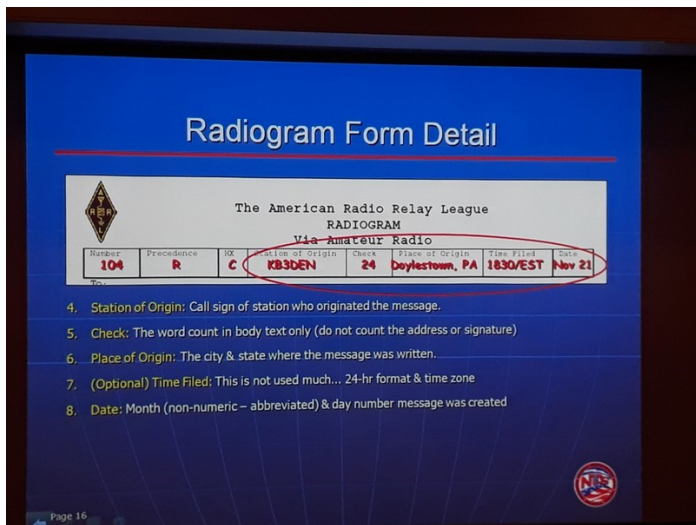 Radiogram Form Detail
The American Radio Relay League
RADIOGRAM
Via Amateur Radio
A R R L
Number Precedence HX Station of Origin Check Place of Origin Time Filed Date
104 R C KB3DEN 24 Doylestown, PA 1830/EST Nov 21
To:
4. Station of Origin: Call sign of station who originated the message.
5. Check: The word count in body text only (do not count the address or signature)
6. Place of Origin: The city & state where the message was written.
7. (Optional) Time Filed: This is not used much... 24-hr format & time zone
8. Date: Month (non-numeric – abbreviated) & day number message was created
NTS
Page 16